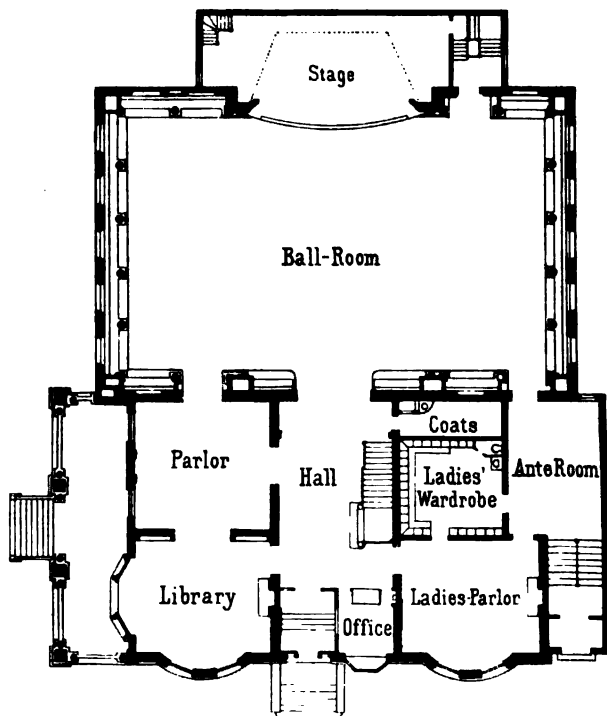 Stage
Ball-Room
Coats
Parlor
Hall
Ladies'
Wardrobe
Ante Room
Library
Office
Ladies-Parlor